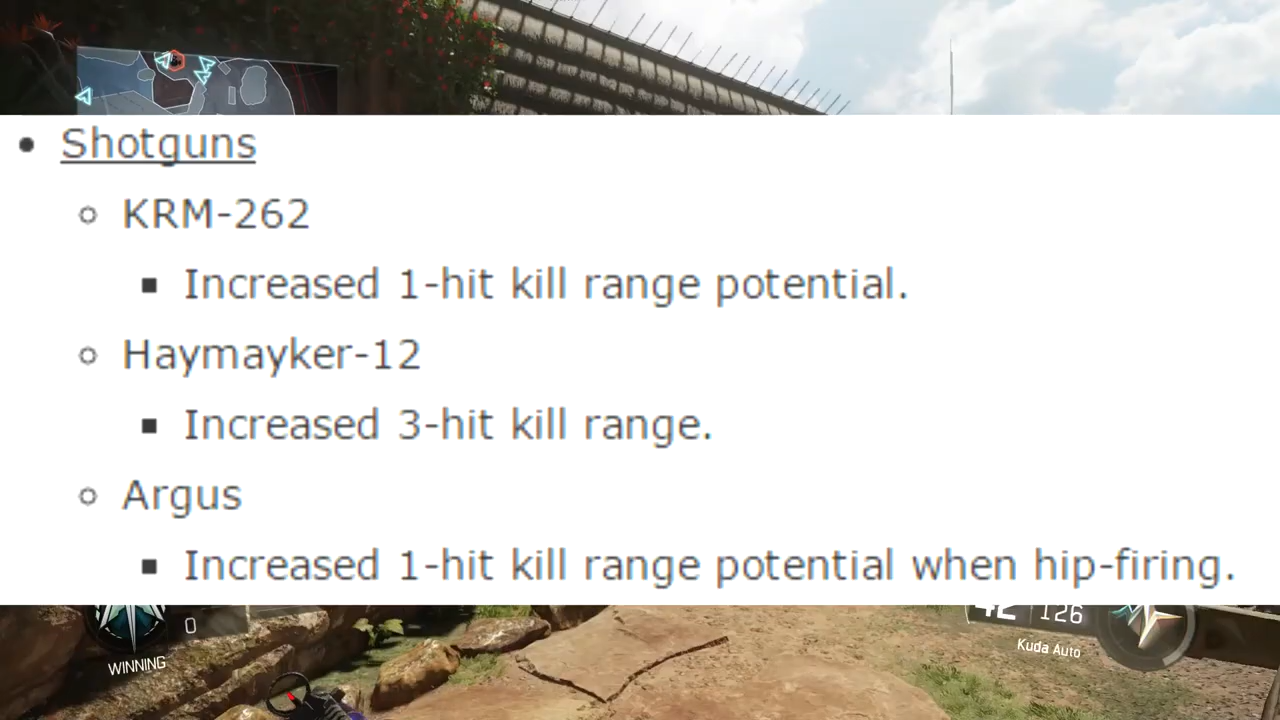 Shotguns
KRM-262
Increased 1-hit kill range potential.
Haymayker-12
Increased 3-hit kill range.
Argus
Increased 1-hit kill range potential when hip-firing.
0
42 126
WINNING
Kuda Auto